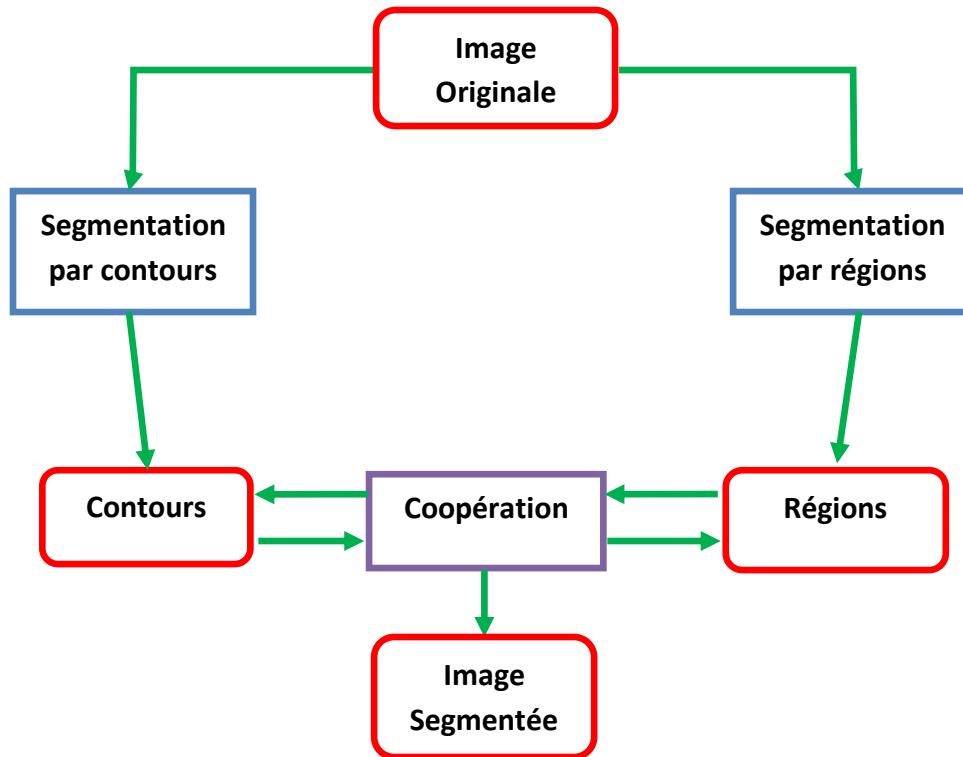 Image
Originale
Segmentation
par contours
Segmentation
par régions
Contours
Coopération
Régions
Image
Segmentée